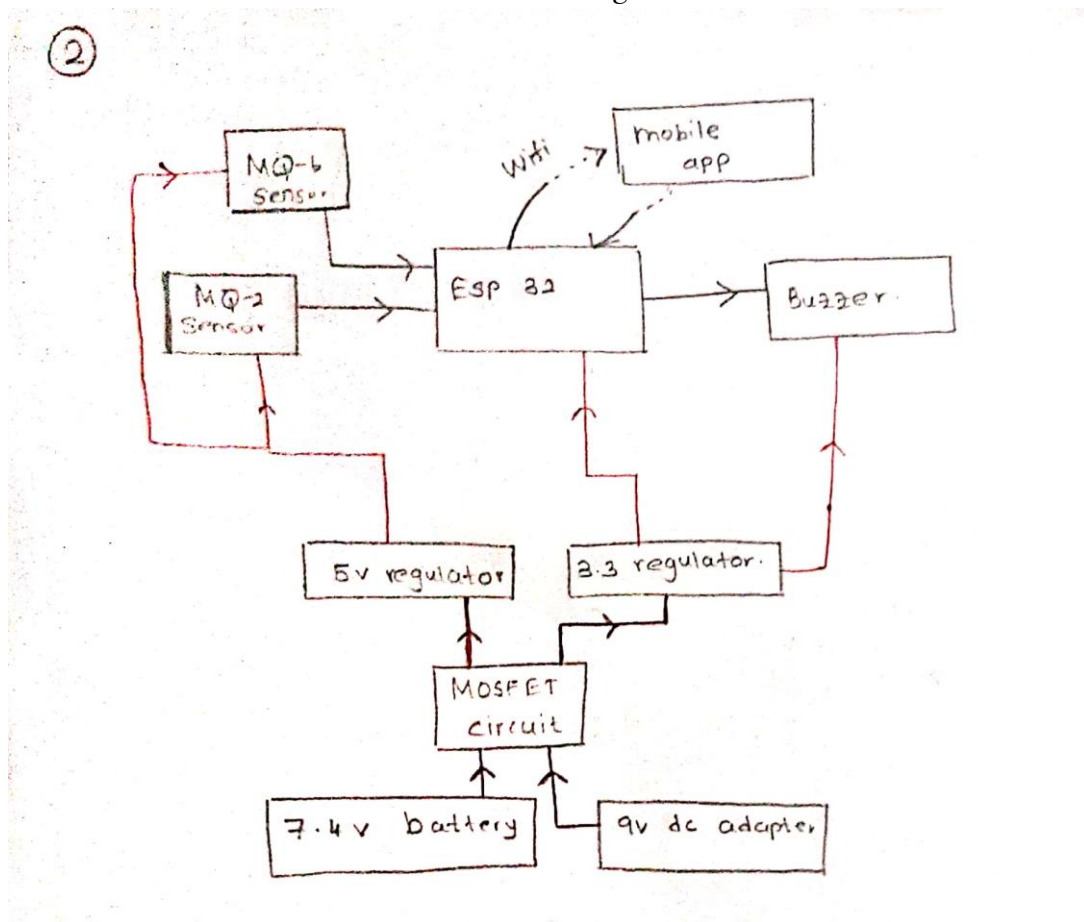 2
mobile
app
Wifi
MQ-6
Sensor
ESP 32
MQ-2
Sensor
Buzzer.
5v regulator
3.3 regulator.
MOSFET
circuit
7.4v battery
9v dc adapter